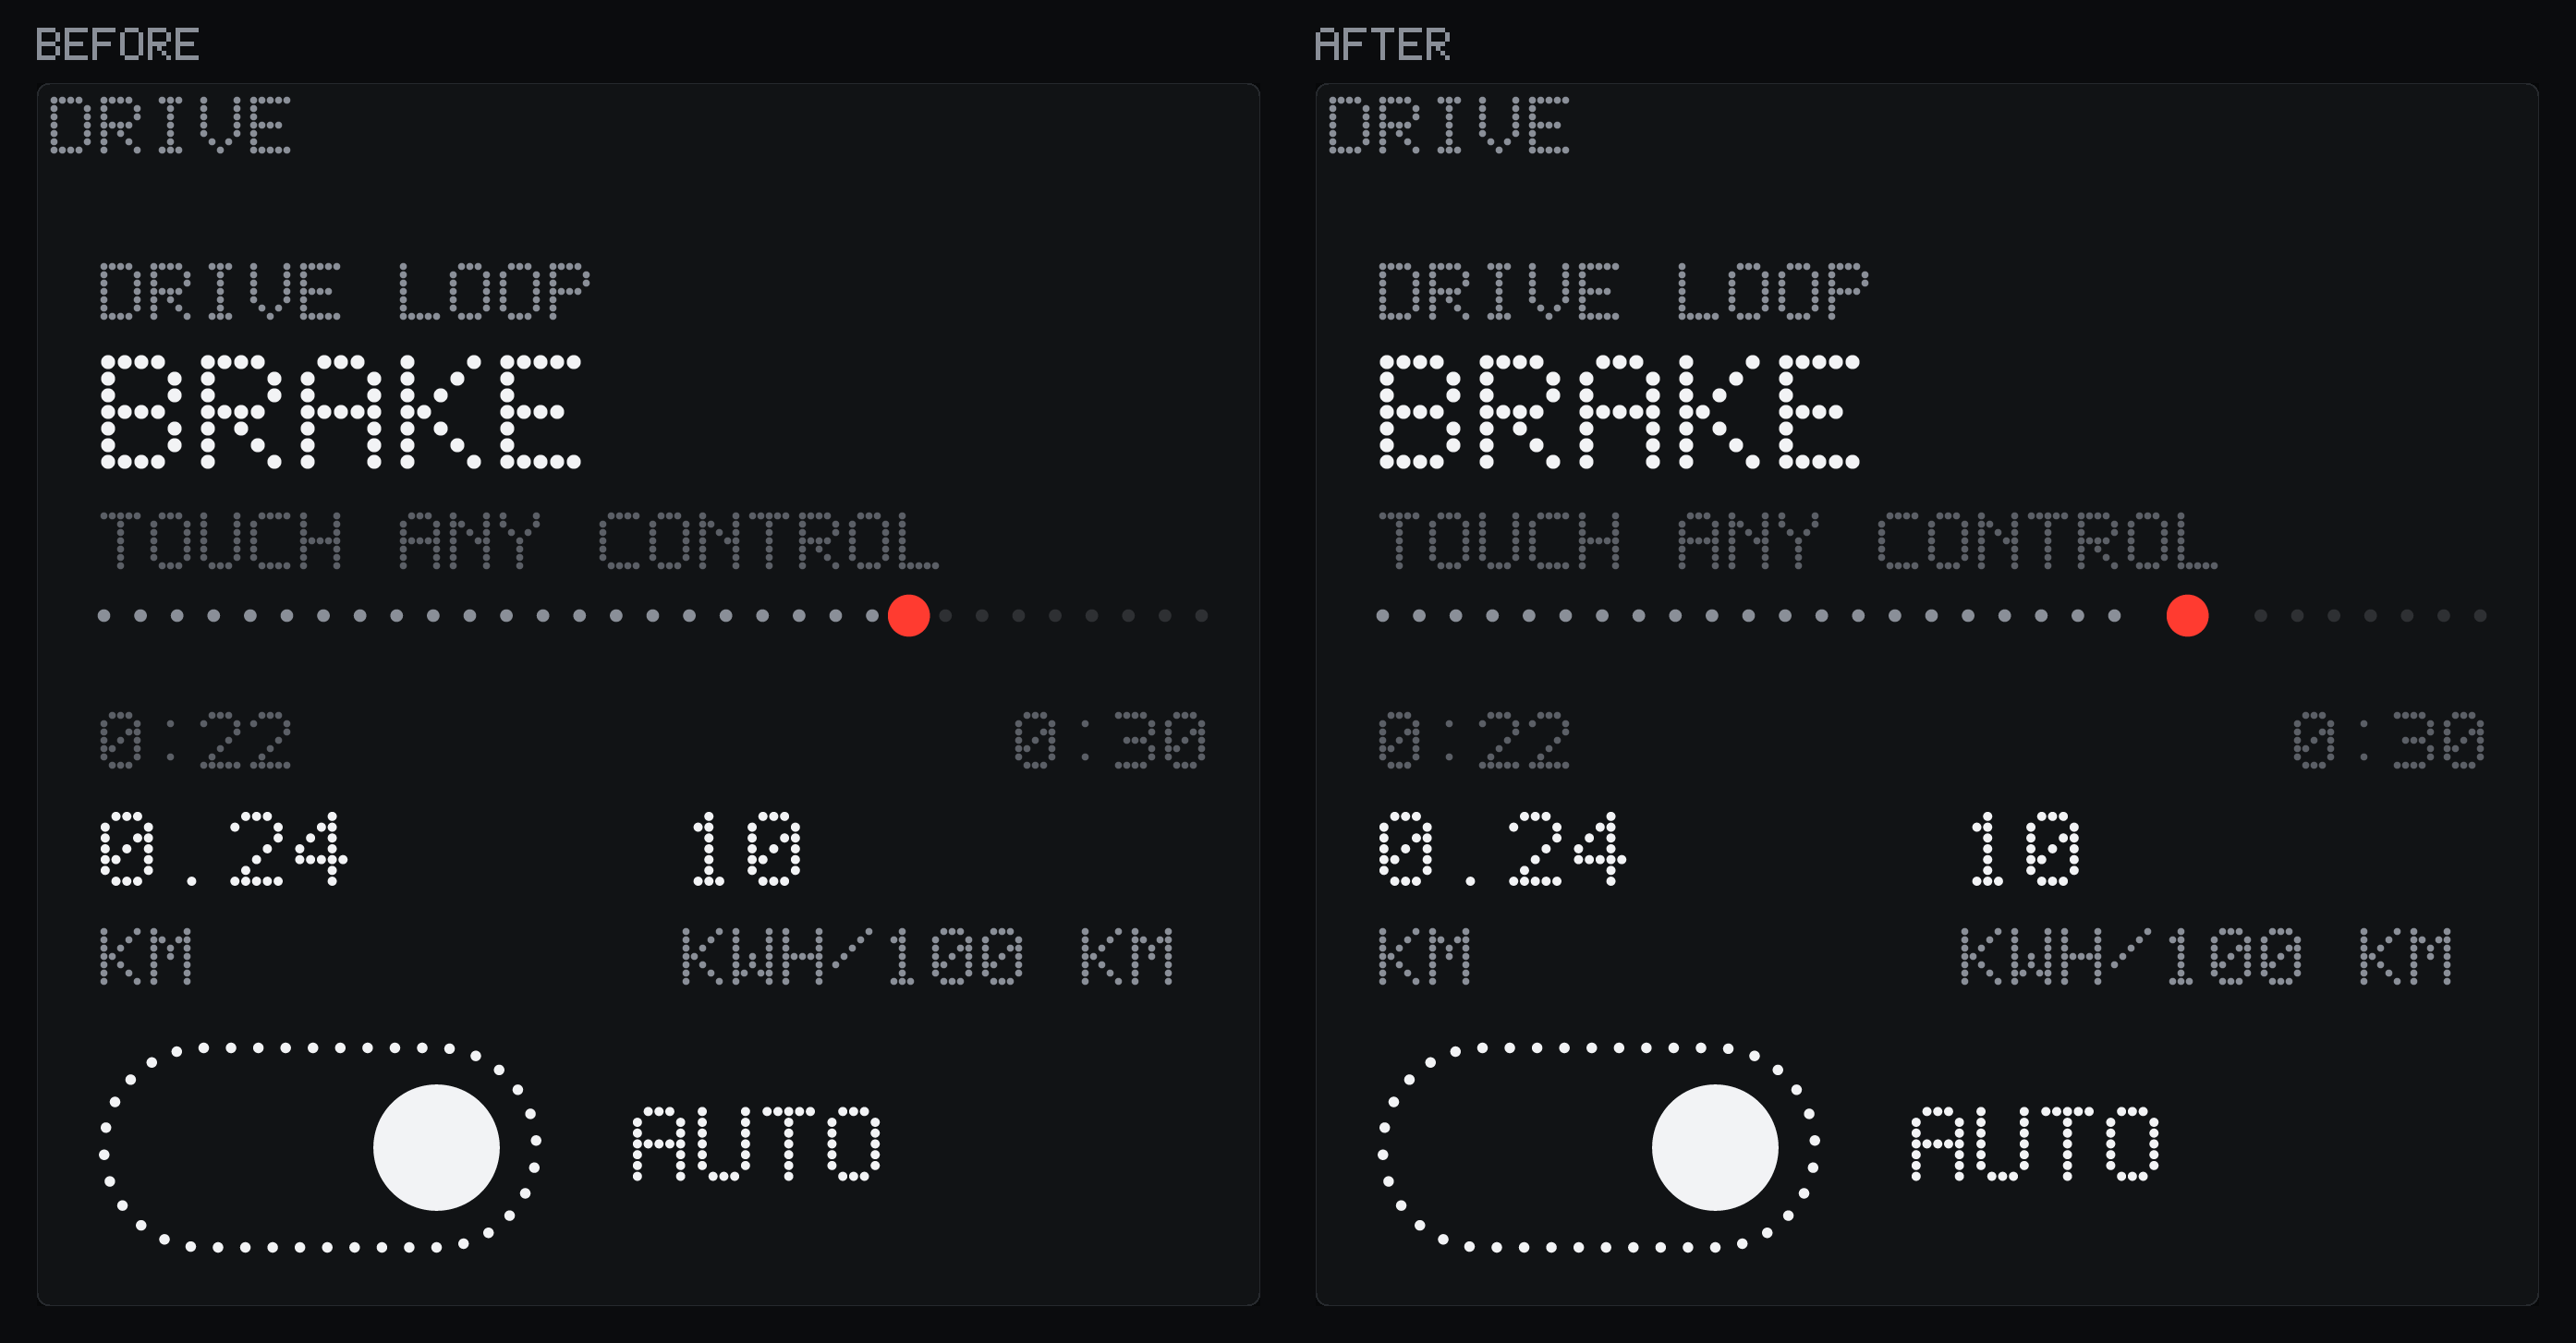 BEFORE
DRIVE
DRIVE LOOP
BRAKE
TOUCH ANY CONTROL
0:22 0:30
0.24 10
KM KWH/100 KM
AUTO
AFTER
DRIVE
DRIVE LOOP
BRAKE
TOUCH ANY CONTROL
0:22 0:30
0.24 10
KM KWH/100 KM
AUTO